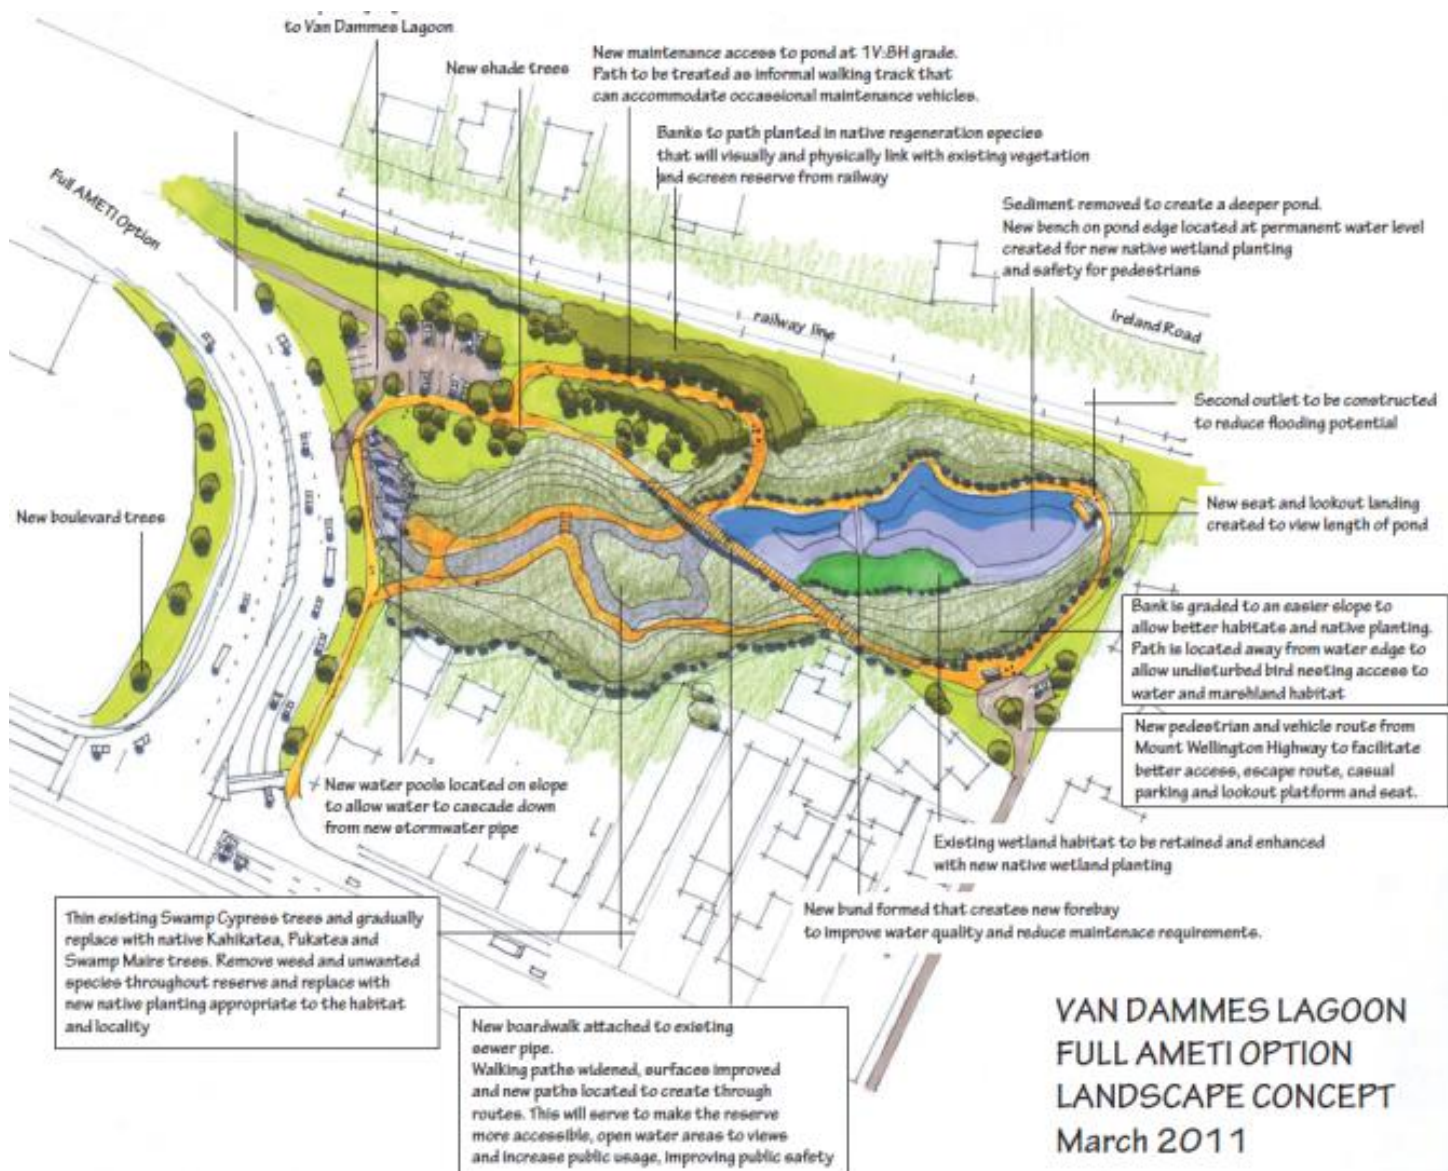 to Van Dammes Lagoon
New shade trees
New maintenance access to pond at 1V:8H grade.
Path to be treated as informal walking track that
can accommodate occassional maintenance vehicles.
Banks to path planted in native regeneration species
that will visually and physically link with existing vegetation
and screen reserve from railway
Full AMETI Option
Sediment removed to create a deeper pond.
New bench on pond edge located at permanent water level
created for new native wetland planting
and safety for pedestrians
railway line
Ireland Road
Second outlet to be constructed
to reduce flooding potential
New boulevard trees
New seat and lookout landing
created to view length of pond
Bank is graded to an easier slope to
allow better habitats and native planting.
Path is located away from water edge to
allow undisturbed bird nesting access to
water and marshland habitat
New pedestrian and vehicle route from
Mount Wellington Highway to facilitate
better access, escape route, casual
parking and lookout platform and seat.
New water pools located on slope
to allow water to cascade down
from new stormwater pipe
Existing wetland habitat to be retained and enhanced
with new native wetland planting
New bund formed that creates new forebay
to improve water quality and reduce maintenace requirements.
Thin existing Swamp Cypress trees and gradually
replace with native Kahikatea, Pukatea and
Swamp Maire trees. Remove weed and unwanted
species throughout reserve and replace with
new native planting appropriate to the habitat
and locality
New boardwalk attached to existing
sewer pipe.
Walking paths widened, surfaces improved
and new paths located to create through
routes. This will serve to make the reserve
more accessible, open water areas to views
and increase public usage, improving public safety
VAN DAMMES LAGOON
FULL AMETI OPTION
LANDSCAPE CONCEPT
March 2011